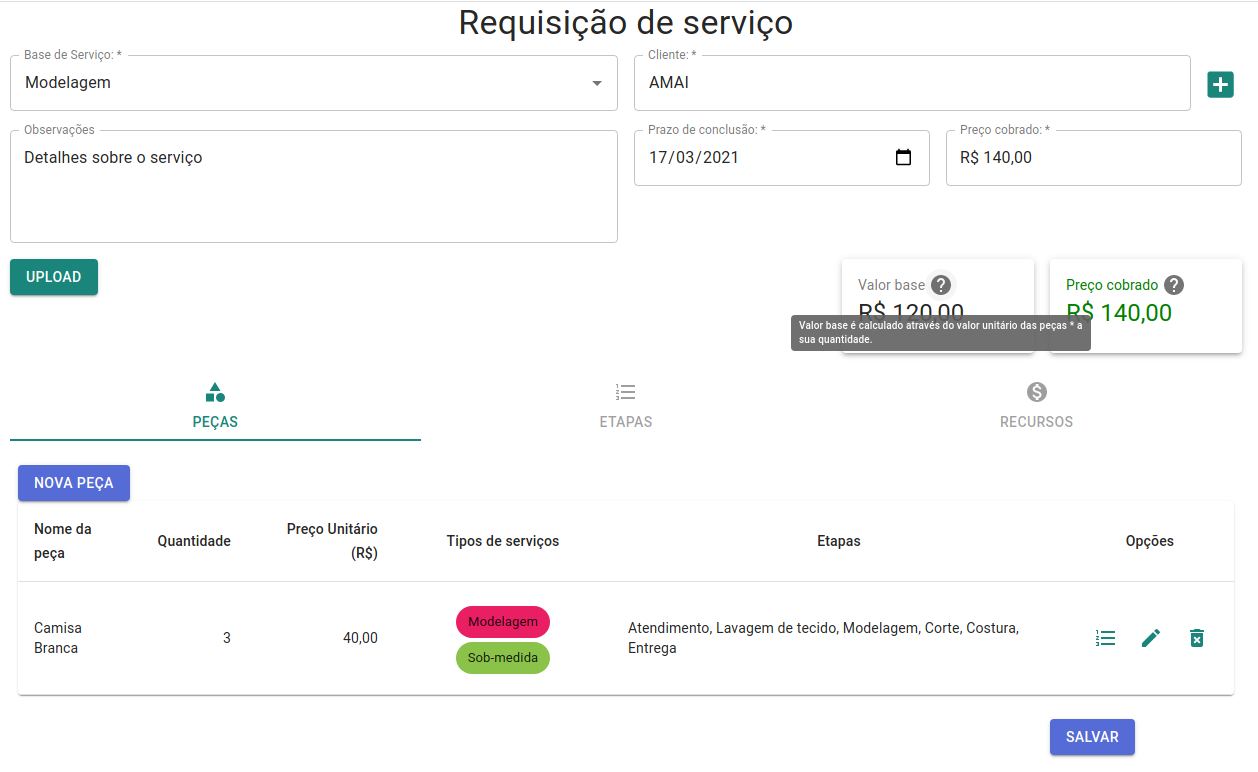 Requisição de serviço
Base de Serviço: *
Modelagem
Cliente: *
AMAI
Observações
Detalhes sobre o serviço
Prazo de conclusão: *
17/03/2021
Preço cobrado: *
R$ 140,00
UPLOAD
Valor base
R$ 120,00
Preço cobrado
R$ 140,00
Valor base é calculado através do valor unitário das peças * a
sua quantidade.
PEÇAS
ETAPAS
RECURSOS
NOVA PEÇA
Nome da
peça
Quantidade
Preço Unitário
(R$)
Tipos de serviços
Etapas
Opções
Camisa
Branca
3
40,00
Modelagem
Sob-medida
Atendimento, Lavagem de tecido, Modelagem, Corte, Costura,
Entrega
SALVAR